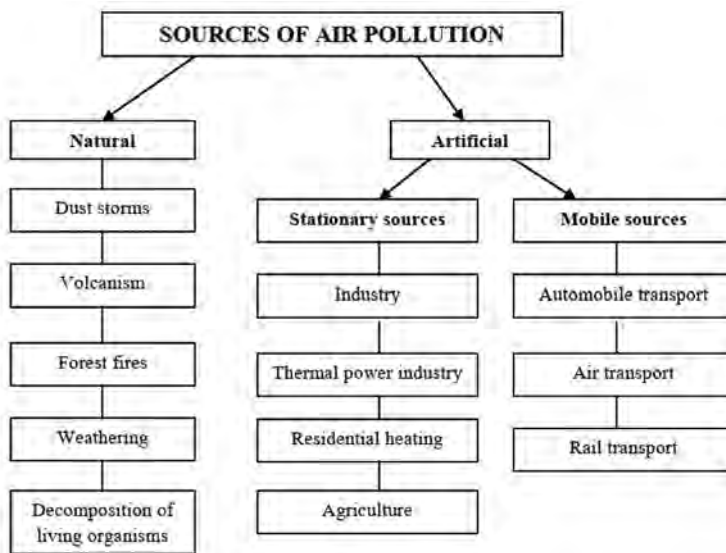 SOURCES OF AIR POLLUTION
Natural
Dust storms
Volcanism
Forest fires
Weathering
Decomposition of
living organisms
Artificial
Stationary sources
Industry
Thermal power industry
Residential heating
Agriculture
Mobile sources
Automobile transport
Air transport
Rail transport